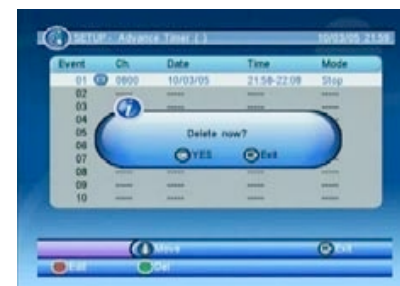 SETUP - Advance Timer ( ) 10/03/05 21:58
Event Ch. Date Time Mode
01 0800 10/03/05 21:58-22:08 Stop
02 ----- ----- ----- -----
03 ----- ----- -----
04
05 Delete now?
06
07 YES Exit
08 ----- ----- ----- -----
09 ----- ----- ----- -----
10 ----- ----- ----- -----
Move Exit
Edit Del